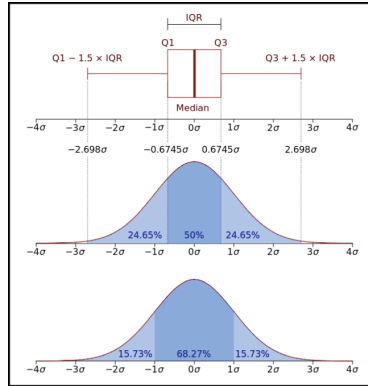 IQR
Q1 Q3
Q1 − 1.5 × IQR Q3 + 1.5 × IQR
Median
−4σ −3σ −2σ −1σ 0σ 1σ 2σ 3σ 4σ
−2.698σ −0.6745σ 0.6745σ 2.698σ
24.65% 50% 24.65%
−4σ −3σ −2σ −1σ 0σ 1σ 2σ 3σ 4σ
15.73% 68.27% 15.73%
−4σ −3σ −2σ −1σ 0σ 1σ 2σ 3σ 4σ